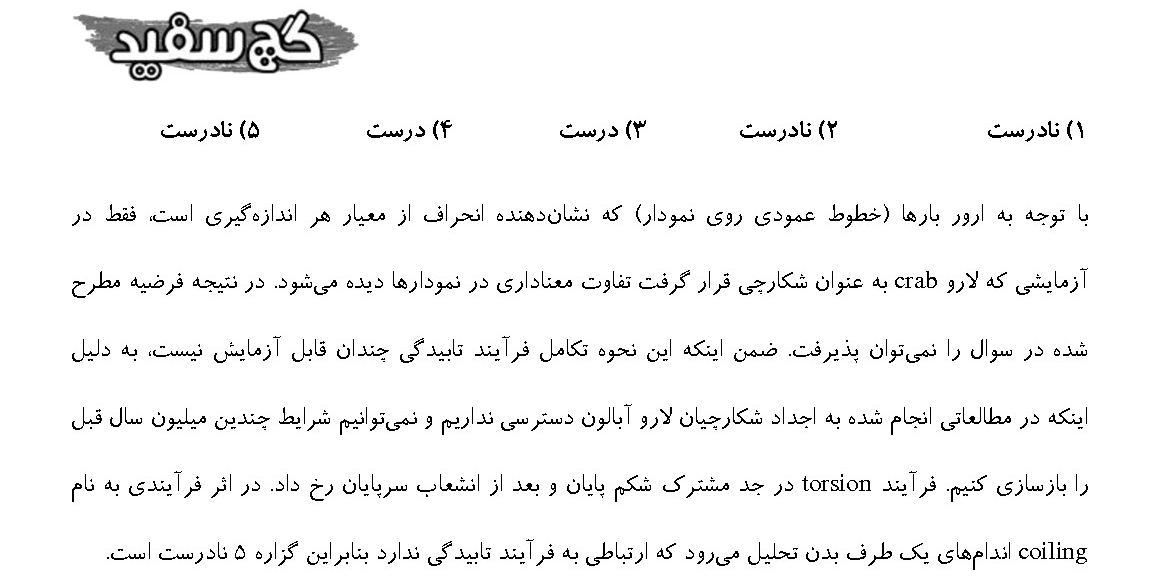 گچ سفید
۱) نادرست ۲) نادرست ۳) درست ۴) درست ۵) نادرست
با توجه به ارور بارها (خطوط عمودی روی نمودار) که نشان‌دهنده انحراف از معیار هر اندازه‌گیری است، فقط در
آزمایشی که لارو crab به عنوان شکارچی قرار گرفت تفاوت معناداری در نمودارها دیده می‌شود. در نتیجه فرضیه مطرح
شده در سوال را نمی‌توان پذیرفت. ضمن اینکه این نحوه تکامل فرآیند تابیدگی چندان قابل آزمایش نیست، به دلیل
اینکه در مطالعاتی انجام شده به اجداد شکارچیان لارو آبالون دسترسی نداریم و نمی‌توانیم شرایط چندین میلیون سال قبل
را بازسازی کنیم. فرآیند torsion در جد مشترک شکم پایان و بعد از انشعاب سرپایان رخ داد. در اثر فرآیندی به نام
coiling اندام‌های یک طرف بدن تحلیل می‌رود که ارتباطی به فرآیند تابیدگی ندارد بنابراین گزاره ۵ نادرست است.